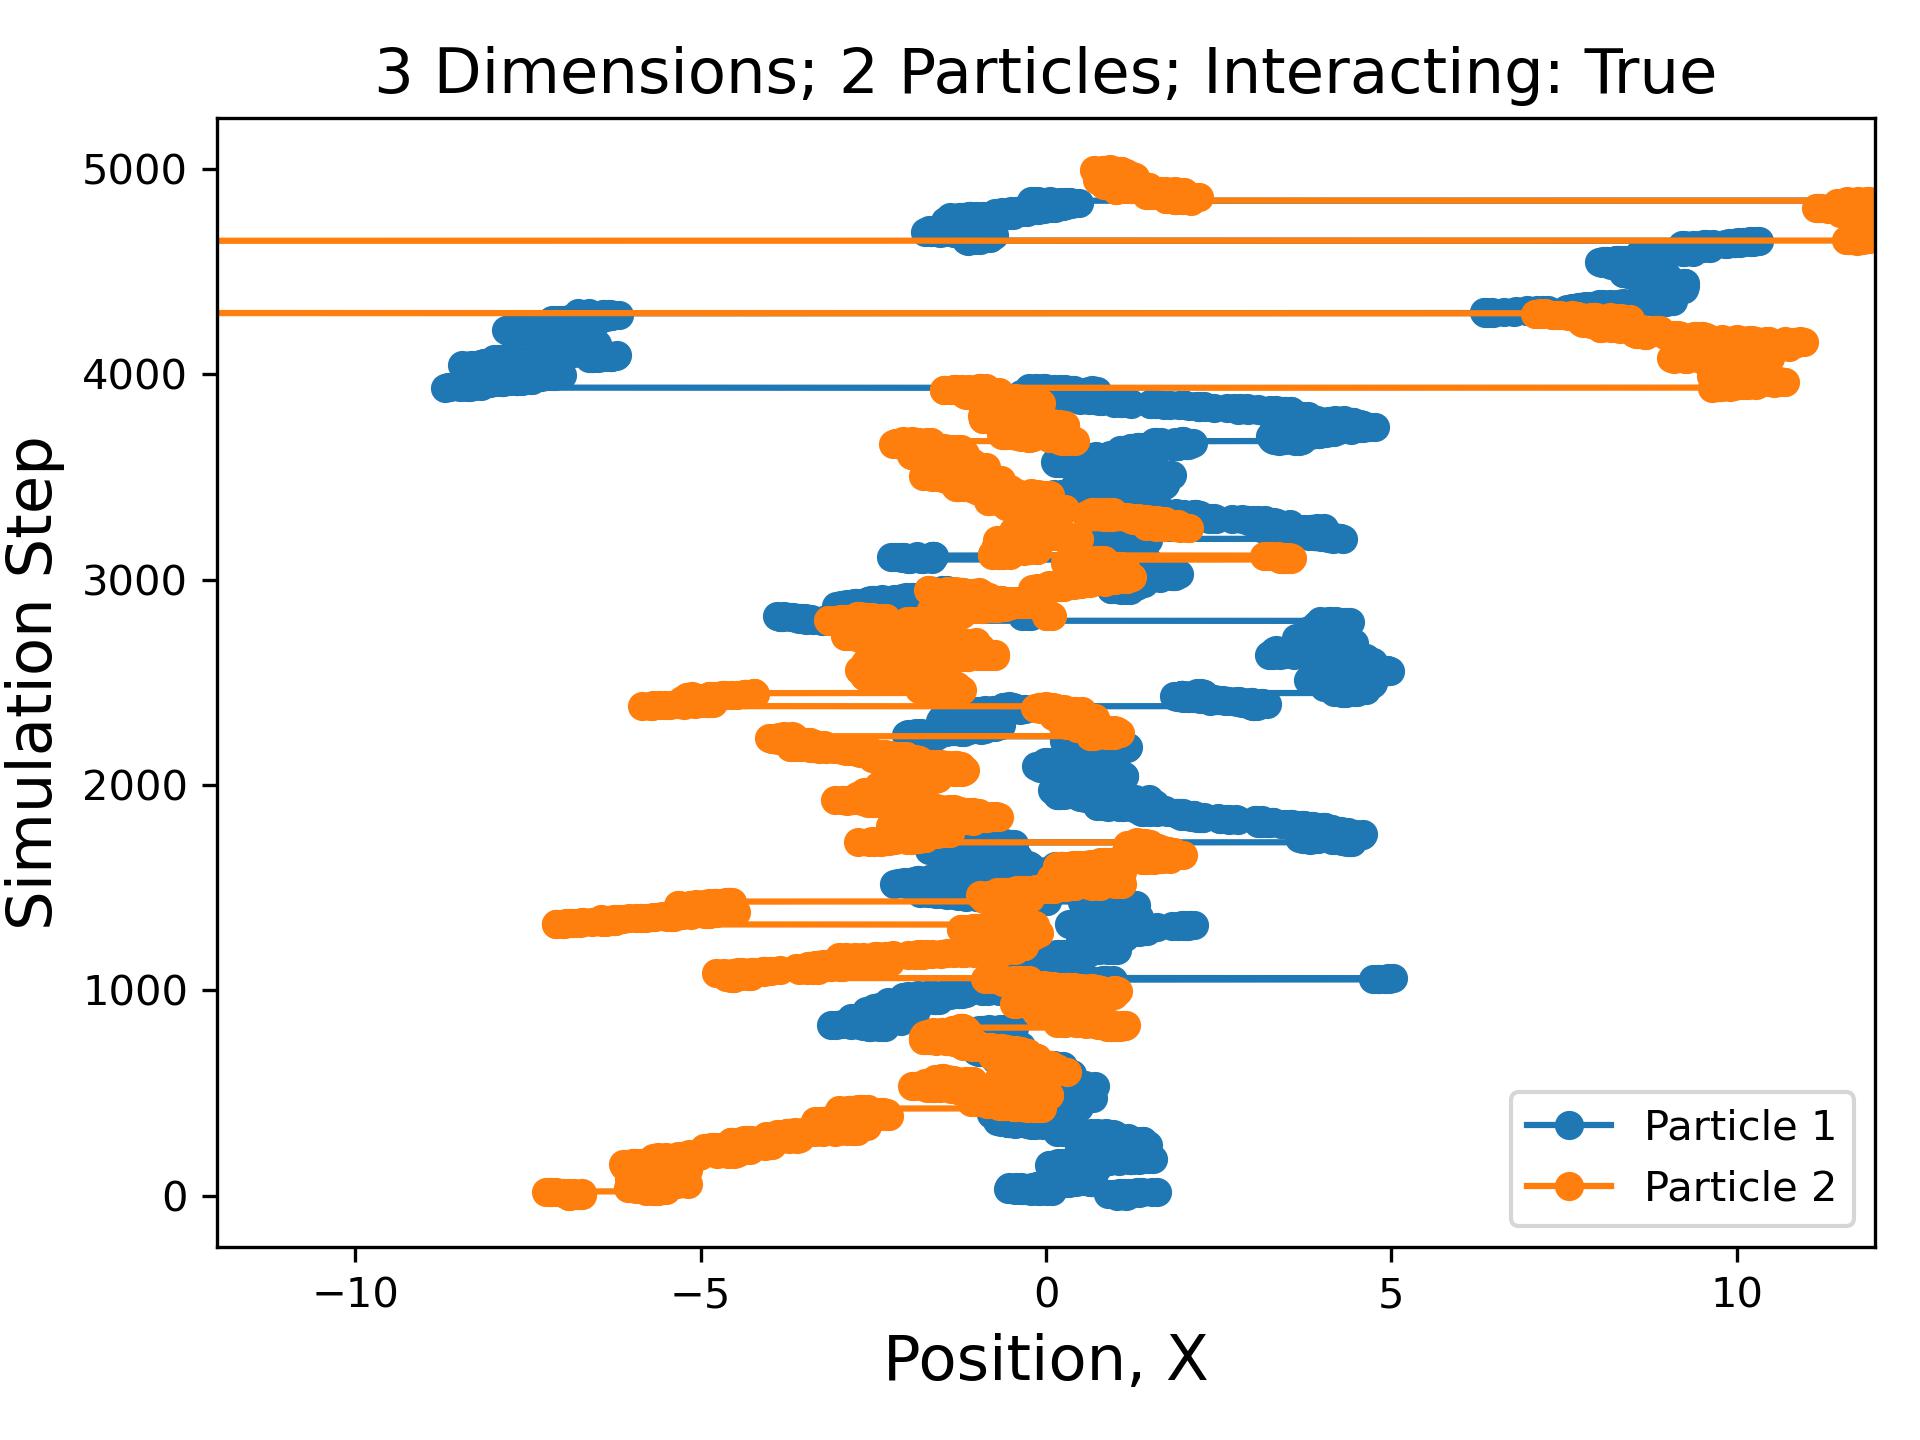 3 Dimensions; 2 Particles; Interacting: True
Simulation Step
5000
4000
3000
2000
1000
0
−10
−5
0
5
10
Position, X
Particle 1
Particle 2